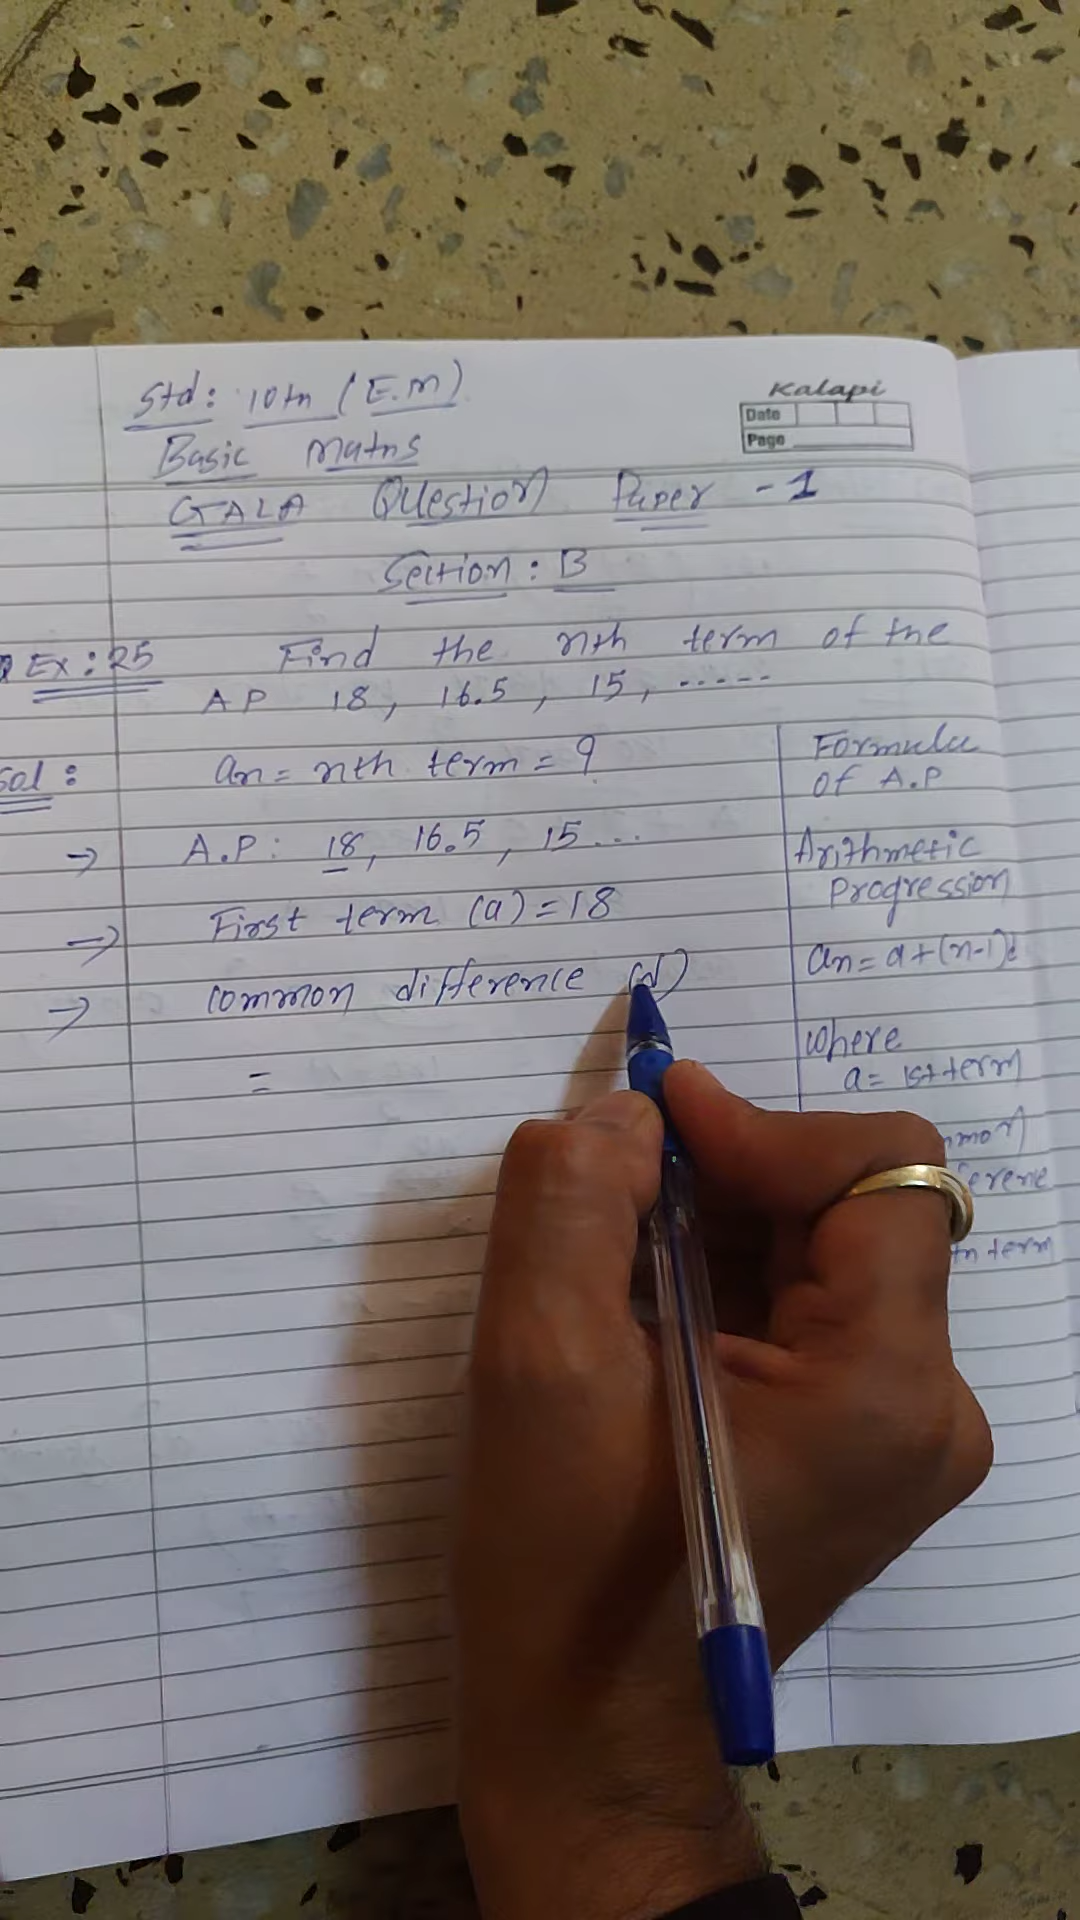 Std: 10th (E.M)
Kalapi
Date
Page
Basic Maths
GALA Question Paper - 1
Section : B
Ex: 25 Find the nth term of the
AP 18, 16.5, 15, .....
Sol : an = nth term = ?
→ A.P: 18, 16.5, 15...
→ First term (a) = 18
→ common difference (d)
=
Formula
of A.P
Arithmetic
Progression
an = a + (n-1)d
where
a = 1st term
term